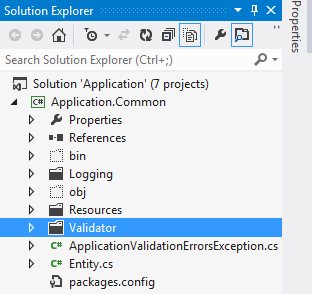 Solution Explorer
Properties
Search Solution Explorer (Ctrl+;)
Solution 'Application' (7 projects)
C# Application.Common
Properties
References
bin
Logging
obj
Resources
Validator
C# ApplicationValidationErrorsException.cs
C# Entity.cs
packages.config